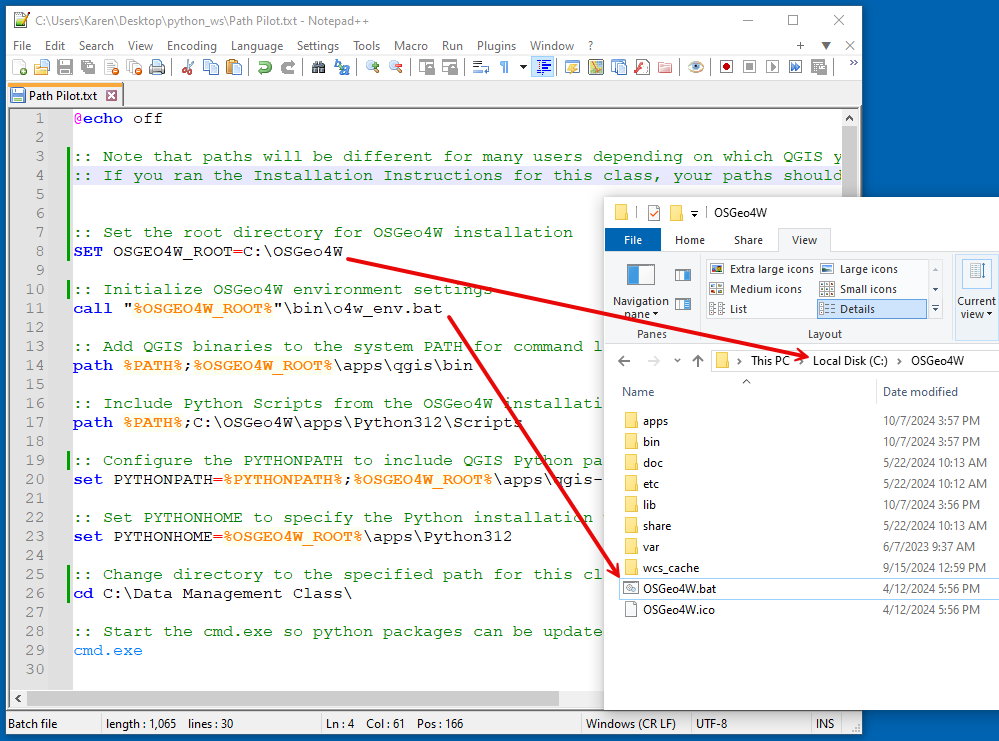 C:\Users\Karen\Desktop\python_ws\Path Pilot.txt - Notepad++
File Edit Search View Encoding Language Settings Tools Macro Run Plugins Window ?
Path Pilot.txt
1 @echo off
2
3 :: Note that paths will be different for many users depending on which QGIS y
4 :: If you ran the Installation Instructions for this class, your paths should
5
6
7 :: Set the root directory for OSGeo4W installation
8 SET OSGEO4W_ROOT=C:\OSGeo4W
9
10 :: Initialize OSGeo4W environment settings
11 call "%OSGEO4W_ROOT%"\bin\o4w_env.bat
12
13 :: Add QGIS binaries to the system PATH for command l
14 path %PATH%;%OSGEO4W_ROOT%\apps\qgis\bin
15
16 :: Include Python Scripts from the OSGeo4W installati
17 path %PATH%;C:\OSGeo4W\apps\Python312\Scripts
18
19 :: Configure the PYTHONPATH to include QGIS Python pa
20 set PYTHONPATH=%PYTHONPATH%;%OSGEO4W_ROOT%\apps\qgis-
21
22 :: Set PYTHONHOME to specify the Python installation
23 set PYTHONHOME=%OSGEO4W_ROOT%\apps\Python312
24
25 :: Change directory to the specified path for this cl
26 cd C:\Data Management Class\
27
28 :: Start the cmd.exe so python packages can be update
29 cmd.exe
30
Batch file length : 1,065 lines : 30 Ln : 4 Col : 61 Pos : 166 Windows (CR LF) UTF-8 INS
OSGeo4W
File Home Share View
Navigation pane
Panes
Extra large icons Large icons
Medium icons Small icons
List Details
Layout
Current view
This PC Local Disk (C:) OSGeo4W
Name Date modified
apps 10/7/2024 3:57 PM
bin 10/7/2024 3:57 PM
doc 5/22/2024 10:13 AM
etc 5/22/2024 10:12 AM
lib 10/7/2024 3:56 PM
share 5/22/2024 10:13 AM
var 6/7/2023 9:37 AM
wcs_cache 9/15/2024 12:59 PM
OSGeo4W.bat 4/12/2024 5:56 PM
OSGeo4W.ico 4/12/2024 5:56 PM